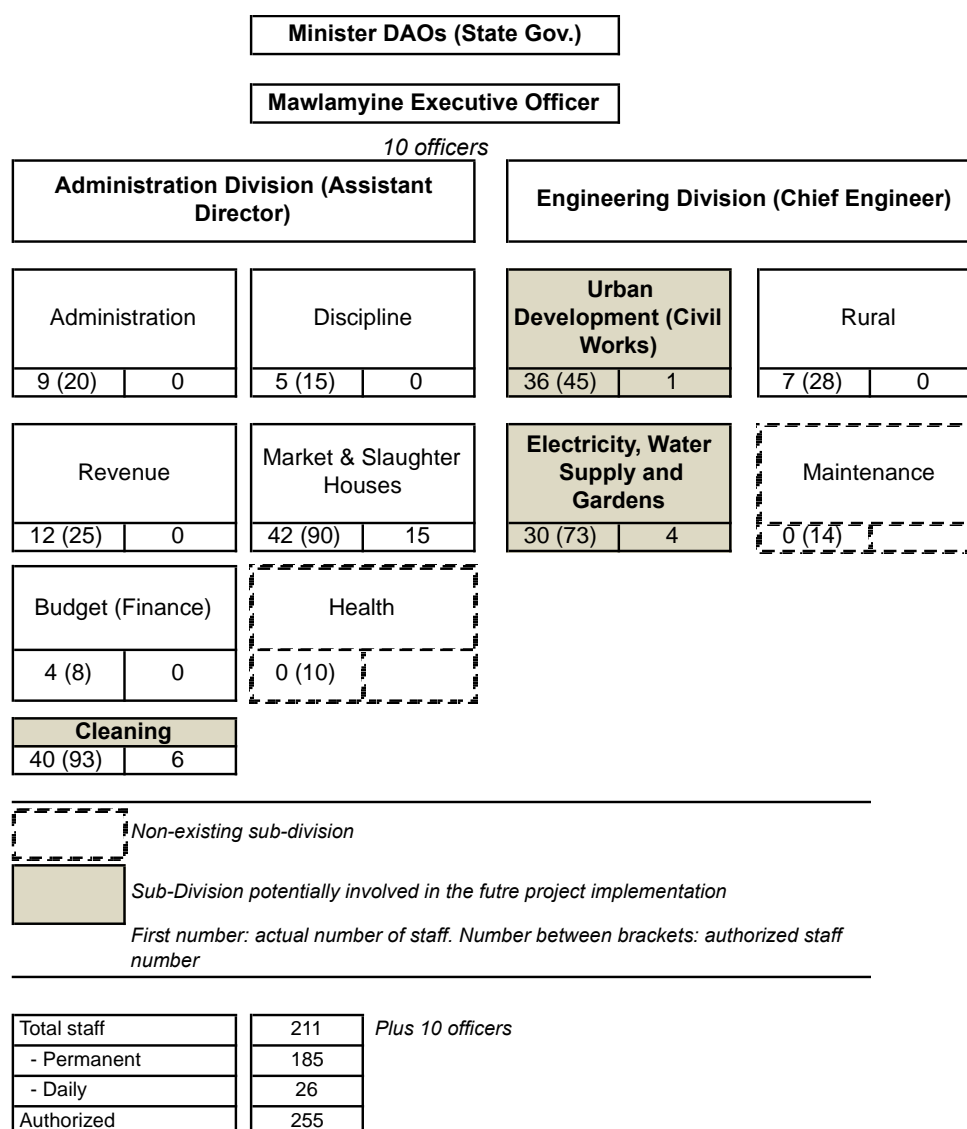 Minister DAOs (State Gov.)
Mawlamyine Executive Officer
10 officers
Administration Division (Assistant
Director)
Engineering Division (Chief Engineer)
Administration
9 (20) 0
Discipline
5 (15) 0
Urban
Development (Civil
Works)
36 (45) 1
Rural
7 (28) 0
Revenue
12 (25) 0
Market & Slaughter
Houses
42 (90) 15
Electricity, Water
Supply and
Gardens
30 (73) 4
Maintenance
0 (14)
Budget (Finance)
4 (8) 0
Health
0 (10)
Cleaning
40 (93) 6
Non-existing sub-division
Sub-Division potentially involved in the futre project implementation
First number: actual number of staff. Number between brackets: authorized staff
number
Total staff 211 Plus 10 officers
- Permanent 185
- Daily 26
Authorized 255